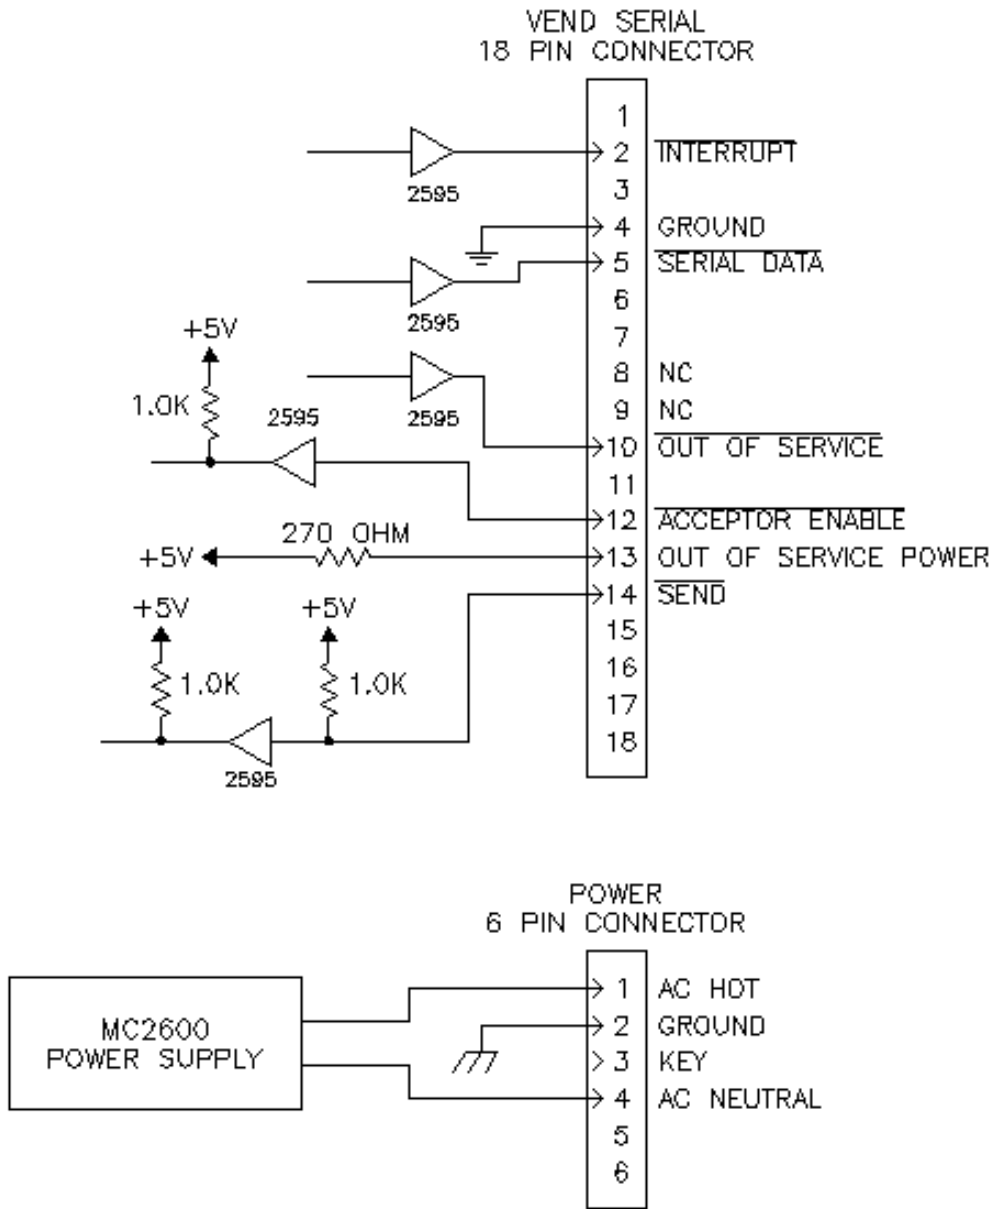 VEND SERIAL
18 PIN CONNECTOR
1
2 INTERRUPT
2595
3
4 GROUND
5 SERIAL DATA
2595
6
+5V
7
8 NC
2595
1.0K
9 NC
2595
10 OUT OF SERVICE
11
12 ACCEPTOR ENABLE
270 OHM
+5V
13 OUT OF SERVICE POWER
14 SEND
+5V
+5V
15
16
1.0K
1.0K
17
18
2595
POWER
6 PIN CONNECTOR
1 AC HOT
MC2600
POWER SUPPLY
2 GROUND
3 KEY
4 AC NEUTRAL
5
6